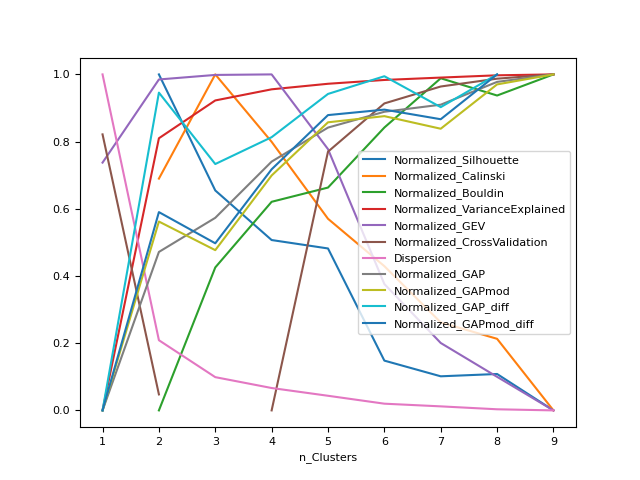 1.0
0.8
0.6
0.4
0.2
0.0
Normalized_Silhouette
Normalized_Calinski
Normalized_Bouldin
Normalized_VarianceExplained
Normalized_GEV
Normalized_CrossValidation
Dispersion
Normalized_GAP
Normalized_GAPmod
Normalized_GAP_diff
Normalized_GAPmod_diff
1 2 3 4 5 6 7 8 9
n_Clusters